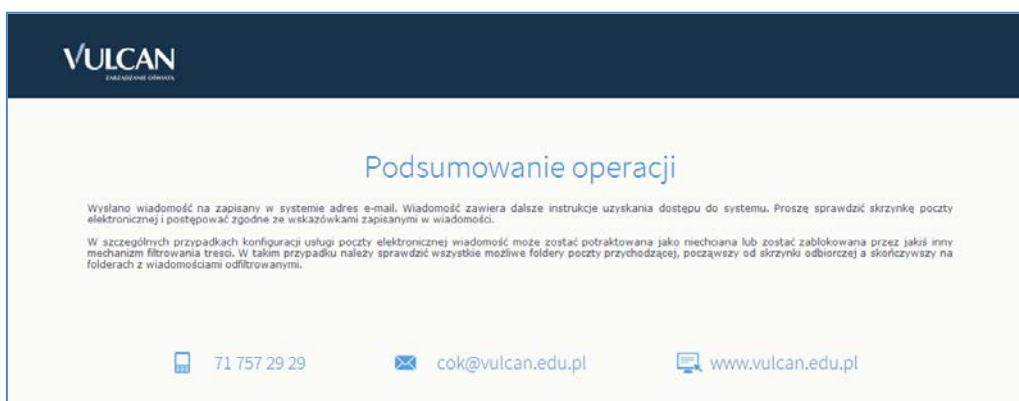 VULCAN
ZARZĄDZANIE OŚWIATĄ
Podsumowanie operacji
Wysłano wiadomość na zapisany w systemie adres e-mail. Wiadomość zawiera dalsze instrukcje uzyskania dostępu do systemu. Proszę sprawdzić skrzynkę poczty
elektronicznej i postępować zgodne ze wskazówkami zapisanymi w wiadomości.
W szczególnych przypadkach konfiguracji usługi poczty elektronicznej wiadomość może zostać potraktowana jako niechciana lub zostać zablokowana przez jakiś inny
mechanizm filtrowania tresci. W takim przypadku należy sprawdzić wszystkie możliwe foldery poczty przychodzącej, począwszy od skrzynki odbiorczej a skończywszy na
folderach z wiadomościami odfiltrowanymi.
71 757 29 29 cok@vulcan.edu.pl www.vulcan.edu.pl